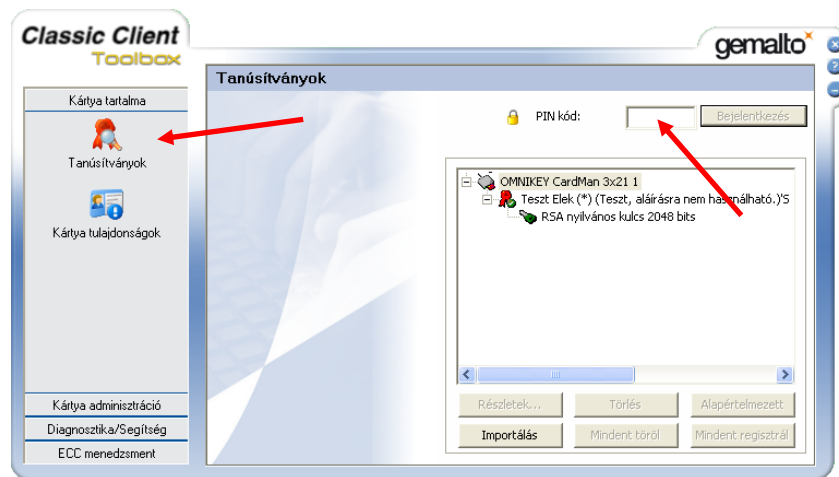 Classic Client
Toolbox
gemalto
Tanúsítványok
Kártya tartalma
Tanúsítványok
Kártya tulajdonságok
Kártya adminisztráció
Diagnosztika/Segítség
ECC menedzsment
PIN kód:
Bejelentkezés
OMNIKEY CardMan 3x21 1
Teszt Elek (*) (Teszt, aláírásra nem használható.)'S
RSA nyilvános kulcs 2048 bits
Részletek...
Törlés
Alapértelmezett
Importálás
Mindent töröl
Mindent regisztrál